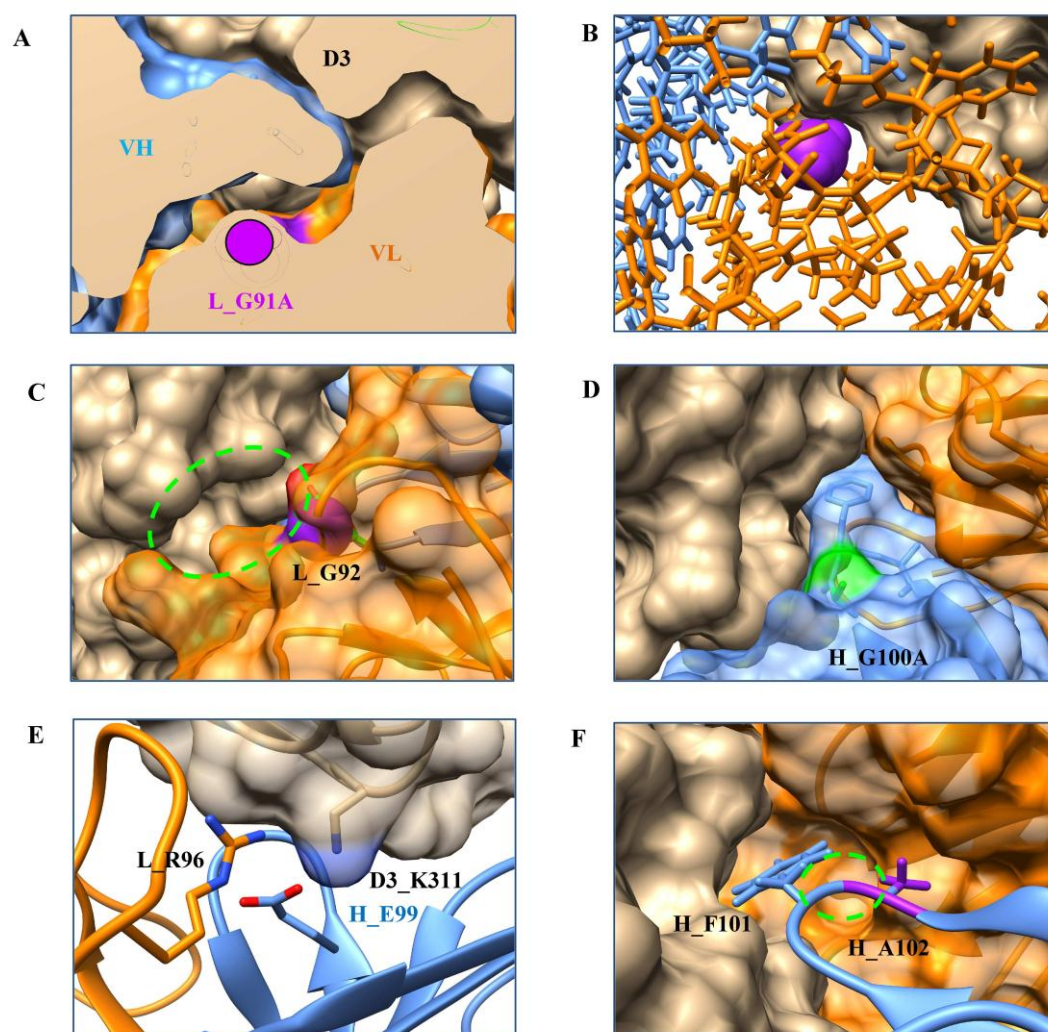 A
D3
VH
VL
L_G91A
B
C
L_G92
D
H_G100A
E
L_R96
D3_K311
H_E99
F
H_F101
H_A102